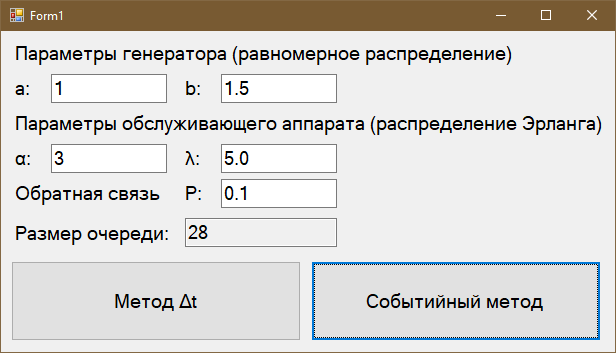 Form1
Параметры генератора (равномерное распределение)
a: 1 b: 1.5
Параметры обслуживающего аппарата (распределение Эрланга)
α: 3 λ: 5.0
Обратная связь P: 0.1
Размер очереди: 28
Метод Δt Событийный метод